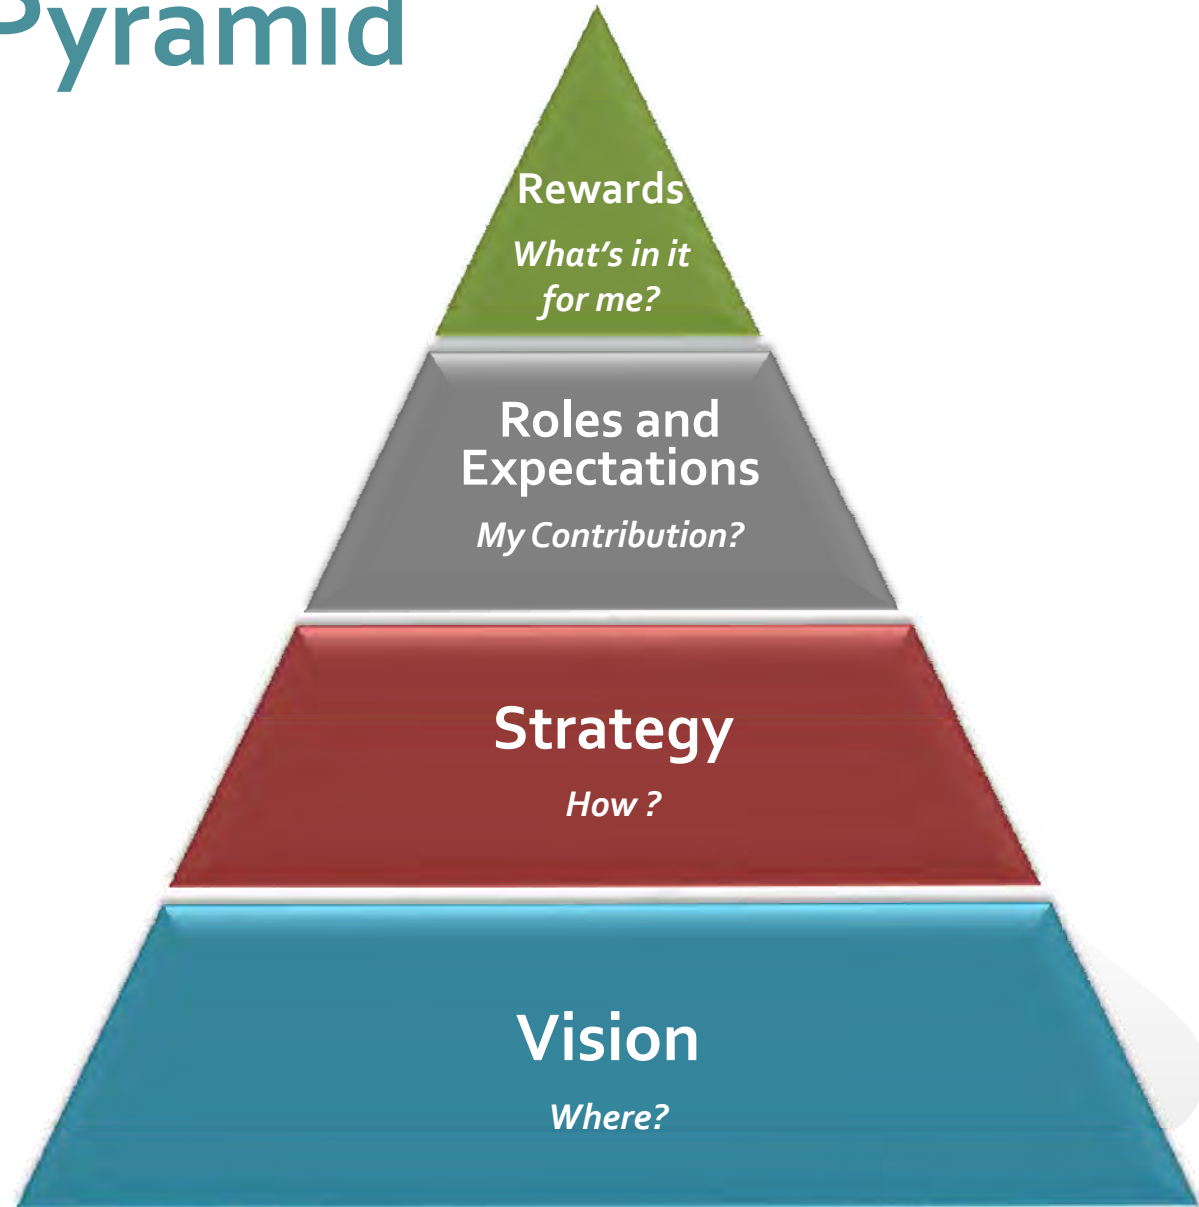 Pyramid
Rewards
What's in it
for me?
Roles and
Expectations
My Contribution?
Strategy
How ?
Vision
Where?